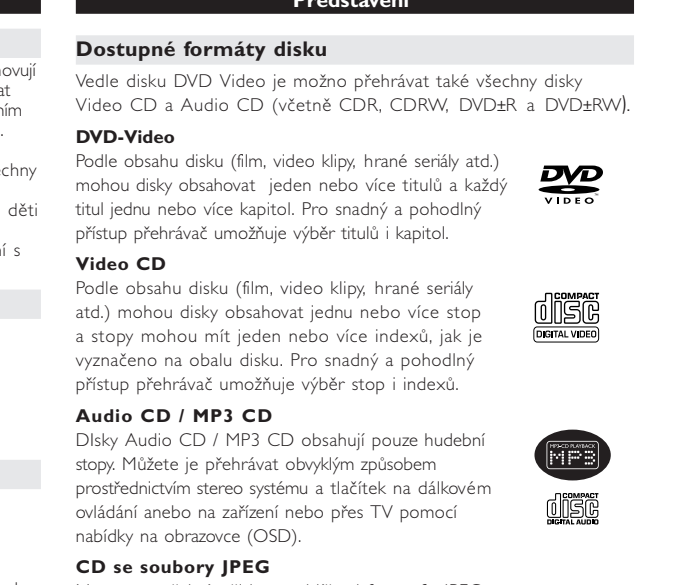 Představení
ovují
at
ním
.
echny
děti
ní s
Dostupné formáty disku
Vedle disku DVD Video je možno přehrávat také všechny disky
Video CD a Audio CD (včetně CDR, CDRW, DVD±R a DVD±RW).
DVD-Video
Podle obsahu disku (film, video klipy, hrané seriály atd.)
mohou disky obsahovat jeden nebo více titulů a každý
titul jednu nebo více kapitol. Pro snadný a pohodlný
přístup přehrávač umožňuje výběr titulů i kapitol.
DVD
VIDEO
Video CD
Podle obsahu disku (film, video klipy, hrané seriály
atd.) mohou disky obsahovat jednu nebo více stop
a stopy mohou mít jeden nebo více indexů, jak je
vyznačeno na obalu disku. Pro snadný a pohodlný
přístup přehrávač umožňuje výběr stop i indexů.
COMPACT
disc
DIGITAL VIDEO
Audio CD / MP3 CD
DIsky Audio CD / MP3 CD obsahují pouze hudební
stopy. Můžete je přehrávat obvyklým způsobem
prostřednictvím stereo systému a tlačítek na dálkovém
ovládání anebo na zařízení nebo přes TV pomocí
nabídky na obrazovce (OSD).
MP3-CD PLAYBACK
MP3
COMPACT
disc
DIGITAL AUDIO
CD se soubory JPEG